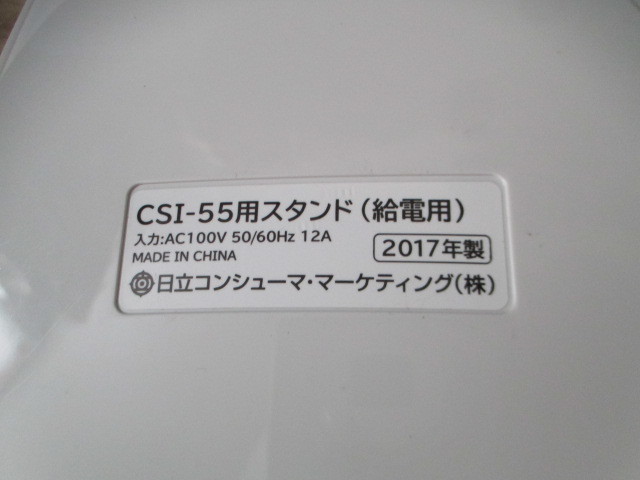 CSI-55用スタンド(給電用)
入力:AC100V 50/60Hz 12A
MADE IN CHINA
2017年製
日立コンシューマ・マーケティング(株)